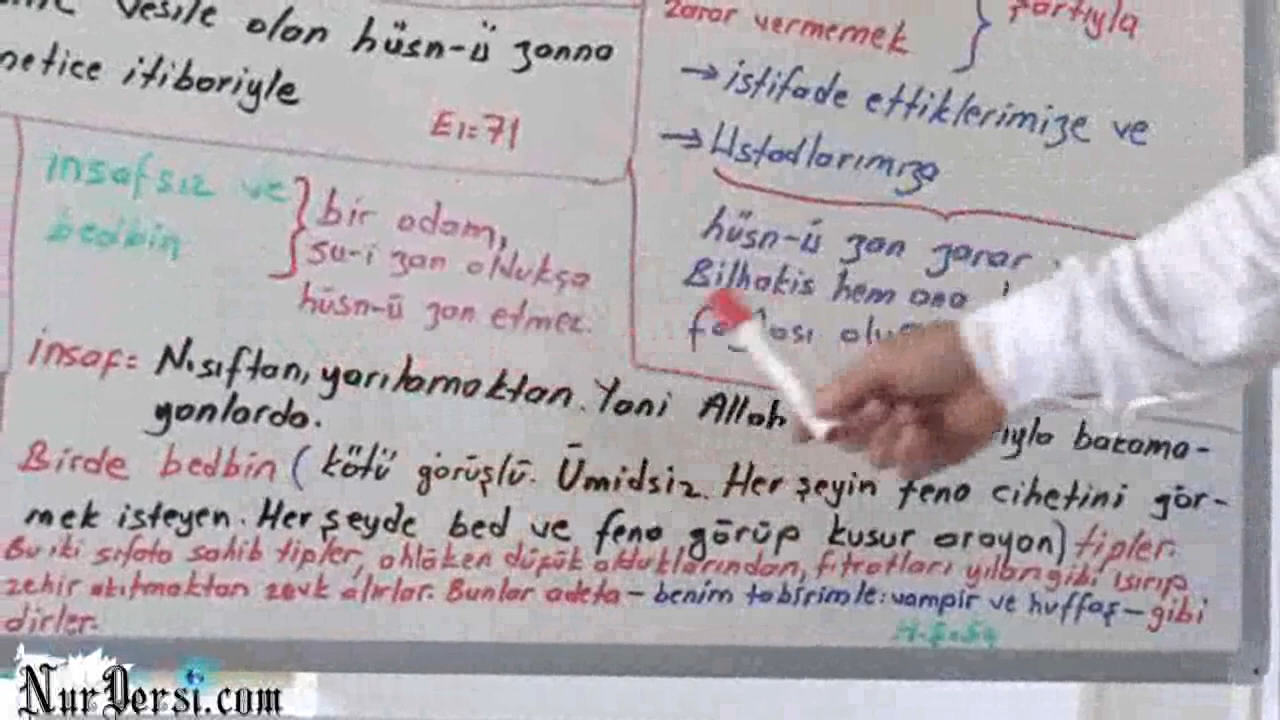 vesile olan hüsn-ü zanna
netice itibariyle
E1=71
zarar vermemek } şartıyla
→ istifade ettiklerimize ve
→ Ustadlarımıza
hüsn-ü zan zarar
Bilhakis hem ona
insafsız ve
bedbin
bir adam,
su-i zan oldukça
hüsn-ü zan etmez.
insaf= Nısıftan, yarılamaktan. Yani Allah bakama-
yanlarda.
Birde bedbin (kötü görüşlü. Ümidsiz. Her şeyin fena cihetini gör-
mek isteyen. Her şeyde bed ve fena görüp kusur arayan) tipler.
Bu iki sıfata sahib tipler, ahlâken düşük olduklarından, fıtratları yılan gibi ısırıp
zehir akıtmaktan zevk alırlar. Bunlar adeta - benim tabirimle: vampir ve huffaş - gibi
dirler.
NurDersi.com